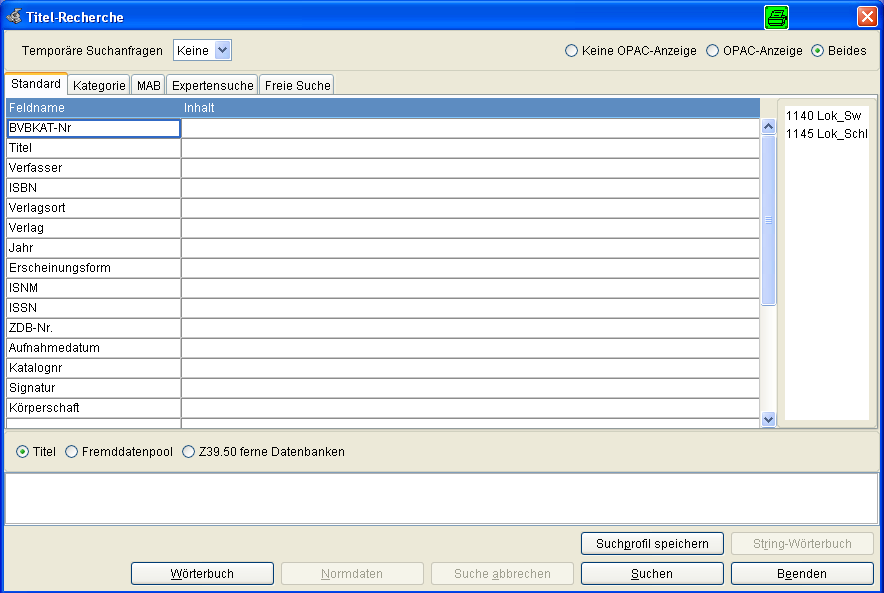 Titel-Recherche
Temporäre Suchanfragen Keine Keine OPAC-Anzeige OPAC-Anzeige Beides
Standard Kategorie MAB Expertensuche Freie Suche
Feldname Inhalt
BVBKAT-Nr
Titel
Verfasser
ISBN
Verlagsort
Verlag
Jahr
Erscheinungsform
ISNM
ISSN
ZDB-Nr.
Aufnahmedatum
Katalognr
Signatur
Körperschaft
1140 Lok_Sw
1145 Lok_Schl
Titel Fremddatenpool Z39.50 ferne Datenbanken
Suchprofil speichern String-Wörterbuch
Wörterbuch Normdaten Suche abbrechen Suchen Beenden